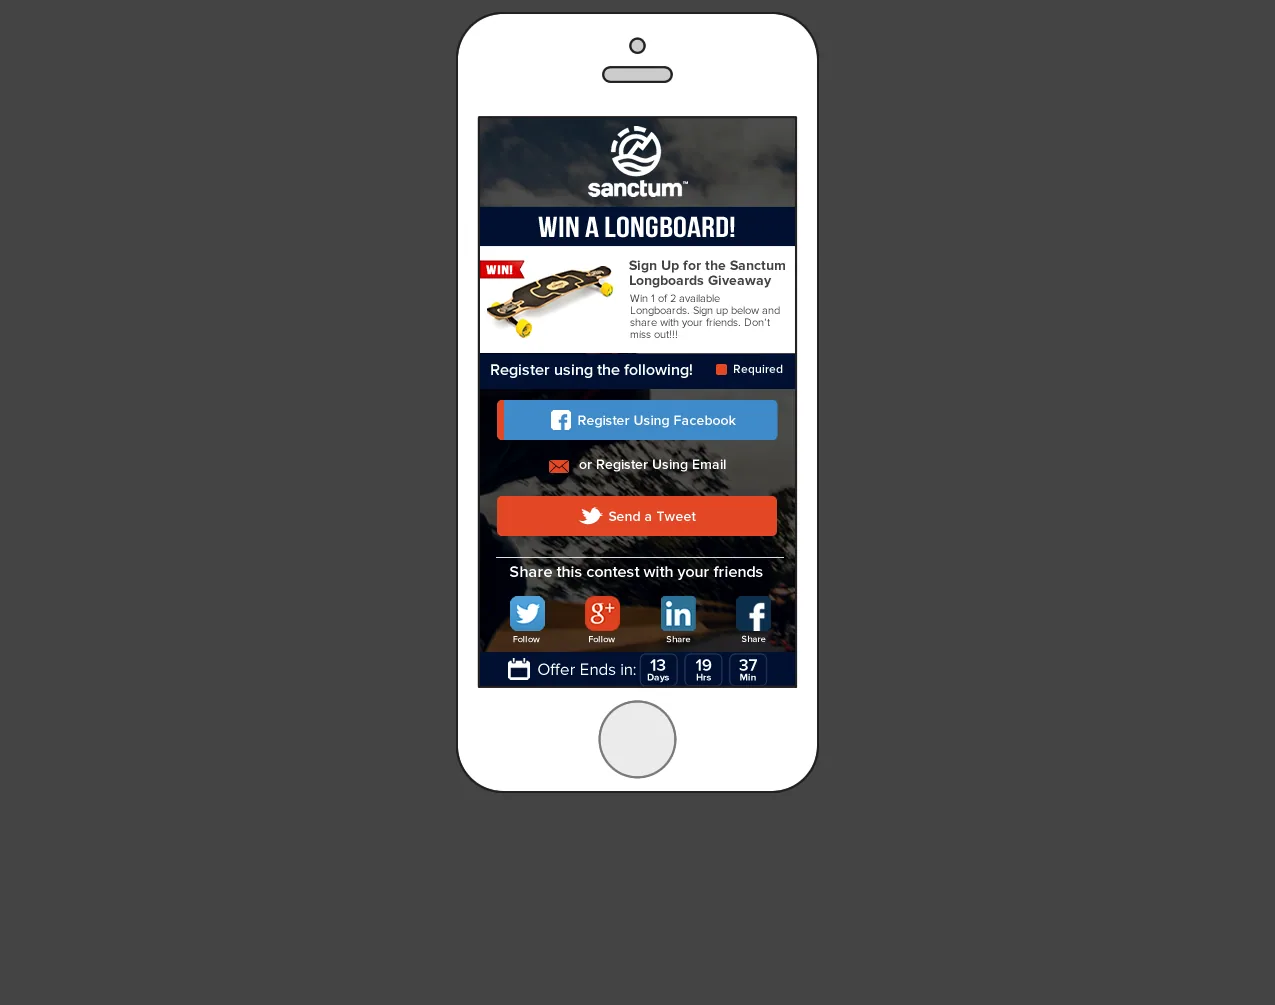 sanctum™
WIN A LONGBOARD!
WIN!
Sign Up for the Sanctum
Longboards Giveaway
Win 1 of 2 available
Longboards. Sign up below and
share with your friends. Don't
miss out!!!
Register using the following!
Required
Register Using Facebook
or Register Using Email
Send a Tweet
Share this contest with your friends
g+
in
f
Follow
Follow
Share
Share
Offer Ends in:
13
Days
19
Hrs
37
Min